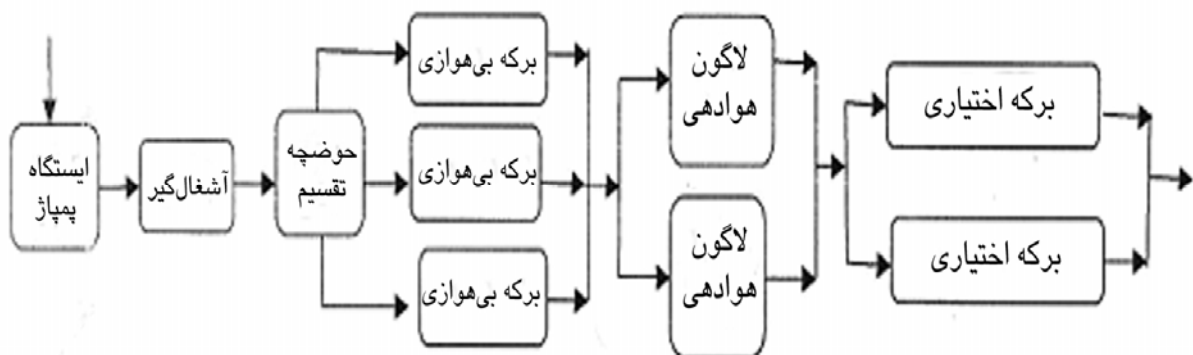 ایستگاه
پمپاژ
آشغال‌گیر
حوضچه
تقسیم
برکه بی‌هوازی
برکه بی‌هوازی
برکه بی‌هوازی
لاگون
هوادهی
لاگون
هوادهی
برکه اختیاری
برکه اختیاری